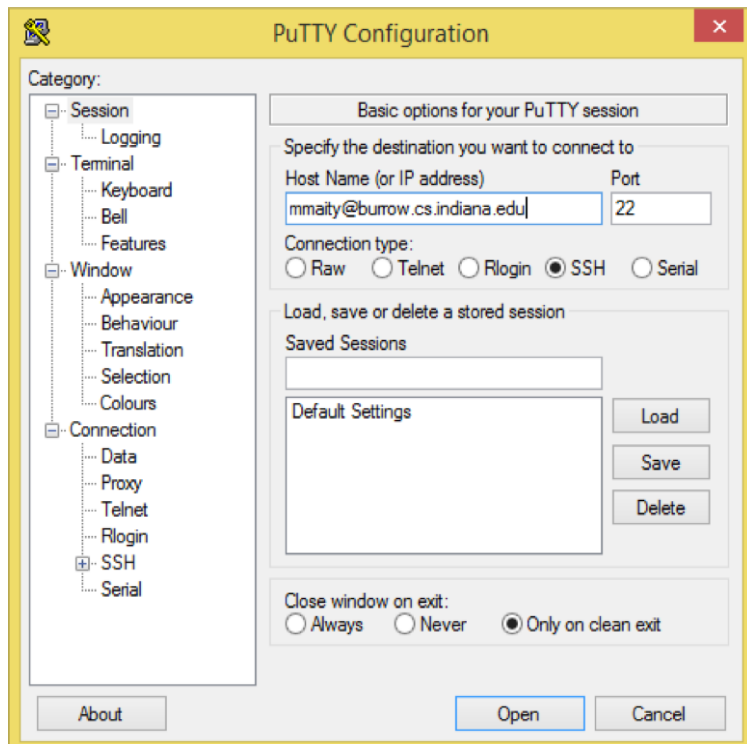 PuTTY Configuration
Category:
Session
Logging
Terminal
Keyboard
Bell
Features
Window
Appearance
Behaviour
Translation
Selection
Colours
Connection
Data
Proxy
Telnet
Rlogin
SSH
Serial
Basic options for your PuTTY session
Specify the destination you want to connect to
Host Name (or IP address) Port
mmaity@burrow.cs.indiana.edu 22
Connection type:
Raw Telnet Rlogin SSH Serial
Load, save or delete a stored session
Saved Sessions
Default Settings
Load
Save
Delete
Close window on exit:
Always Never Only on clean exit
About Open Cancel